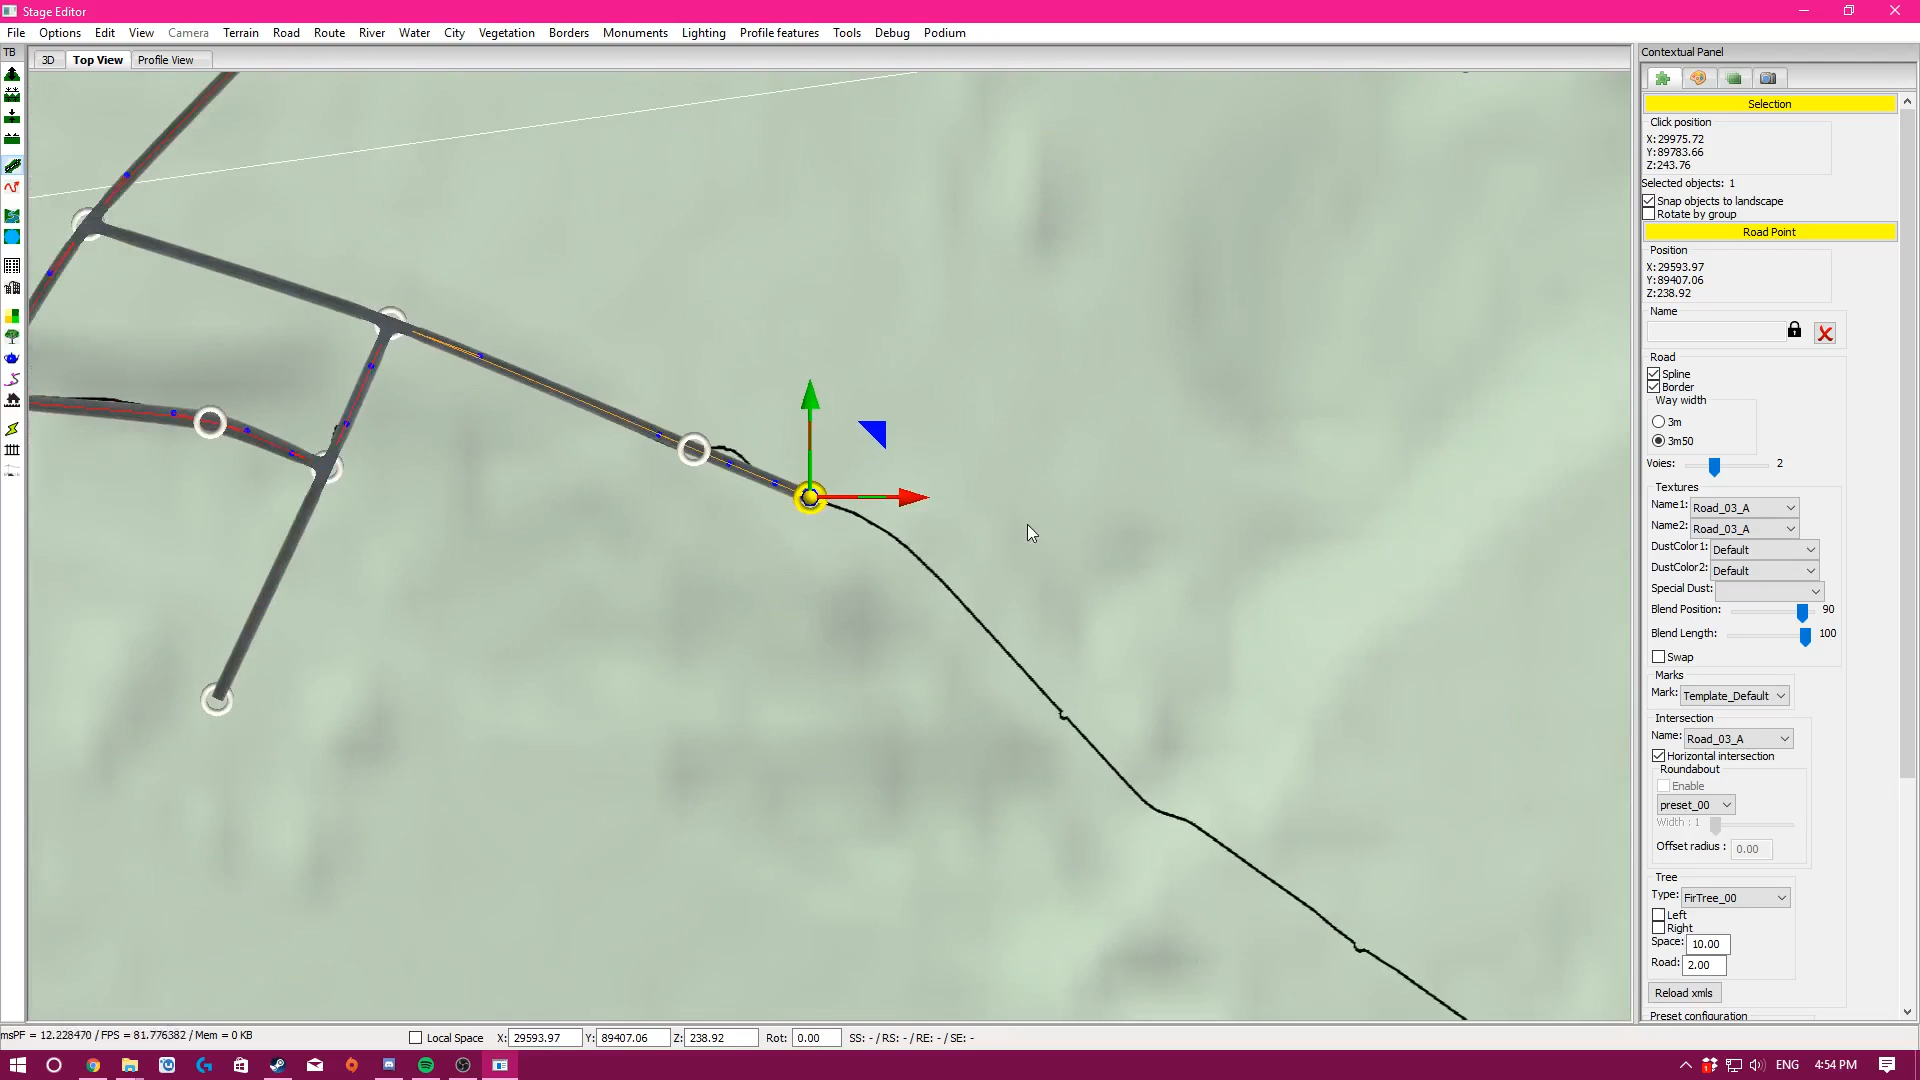 Stage Editor
File Options Edit View Camera Terrain Road Route River Water City Vegetation Borders Monuments Lighting Profile features Tools Debug Podium
TB
3D Top View Profile View
Contextual Panel
Selection
Click position
X:29975.72
Y:89783.66
Z:243.76
Selected objects: 1
Snap objects to landscape
Rotate by group
Road Point
Position
X:29593.97
Y:89407.06
Z:238.92
Name
Road
Spline
Border
Way width
3m
3m50
Voies: 2
Textures
Name1: Road_03_A
Name2: Road_03_A
DustColor1: Default
DustColor2: Default
Special Dust:
Blend Position: 90
Blend Length: 100
Swap
Marks
Mark: Template_Default
Intersection
Name: Road_03_A
Horizontal intersection
Roundabout
Enable
preset_00
Width : 1
Offset radius : 0.00
Tree
Type: FirTree_00
Left
Right
Space: 10.00
Road: 2.00
Reload xmls
Preset configuration
msPF = 12.228470 / FPS = 81.776382 / Mem = 0 KB
Local Space X: 29593.97 Y: 89407.06 Z: 238.92 Rot: 0.00 SS: - / RS: - / RE: - / SE: -
ENG 4:54 PM